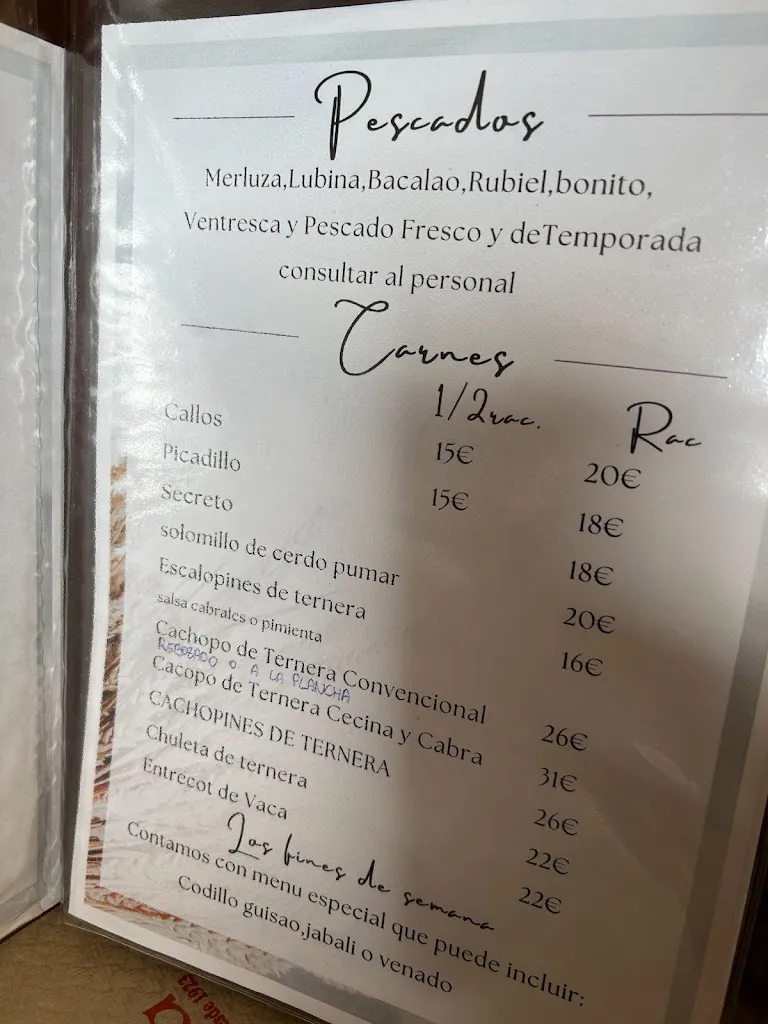 Pescados
Merluza,Lubina,Bacalao,Rubiel,bonito,
Ventresca y Pescado Fresco y deTemporada
consultar al personal
Carnes
1/2rac. Rac
Callos 15€ 20€
Picadillo 15€ 18€
Secreto 18€
solomillo de cerdo pumar 20€
Escalopines de ternera 16€
salsa cabrales o pimienta
Cachopo de Ternera Convencional 26€
REBOBADO O A LA PLANCHA
Cacopo de Ternera Cecina y Cabra 31€
CACHOPINES DE TERNERA 26€
Chuleta de ternera 22€
Entrecot de Vaca 22€
Los fines de semana
Contamos con menu especial que puede incluir:
Codillo guisao,jabali o venado
desde 1923